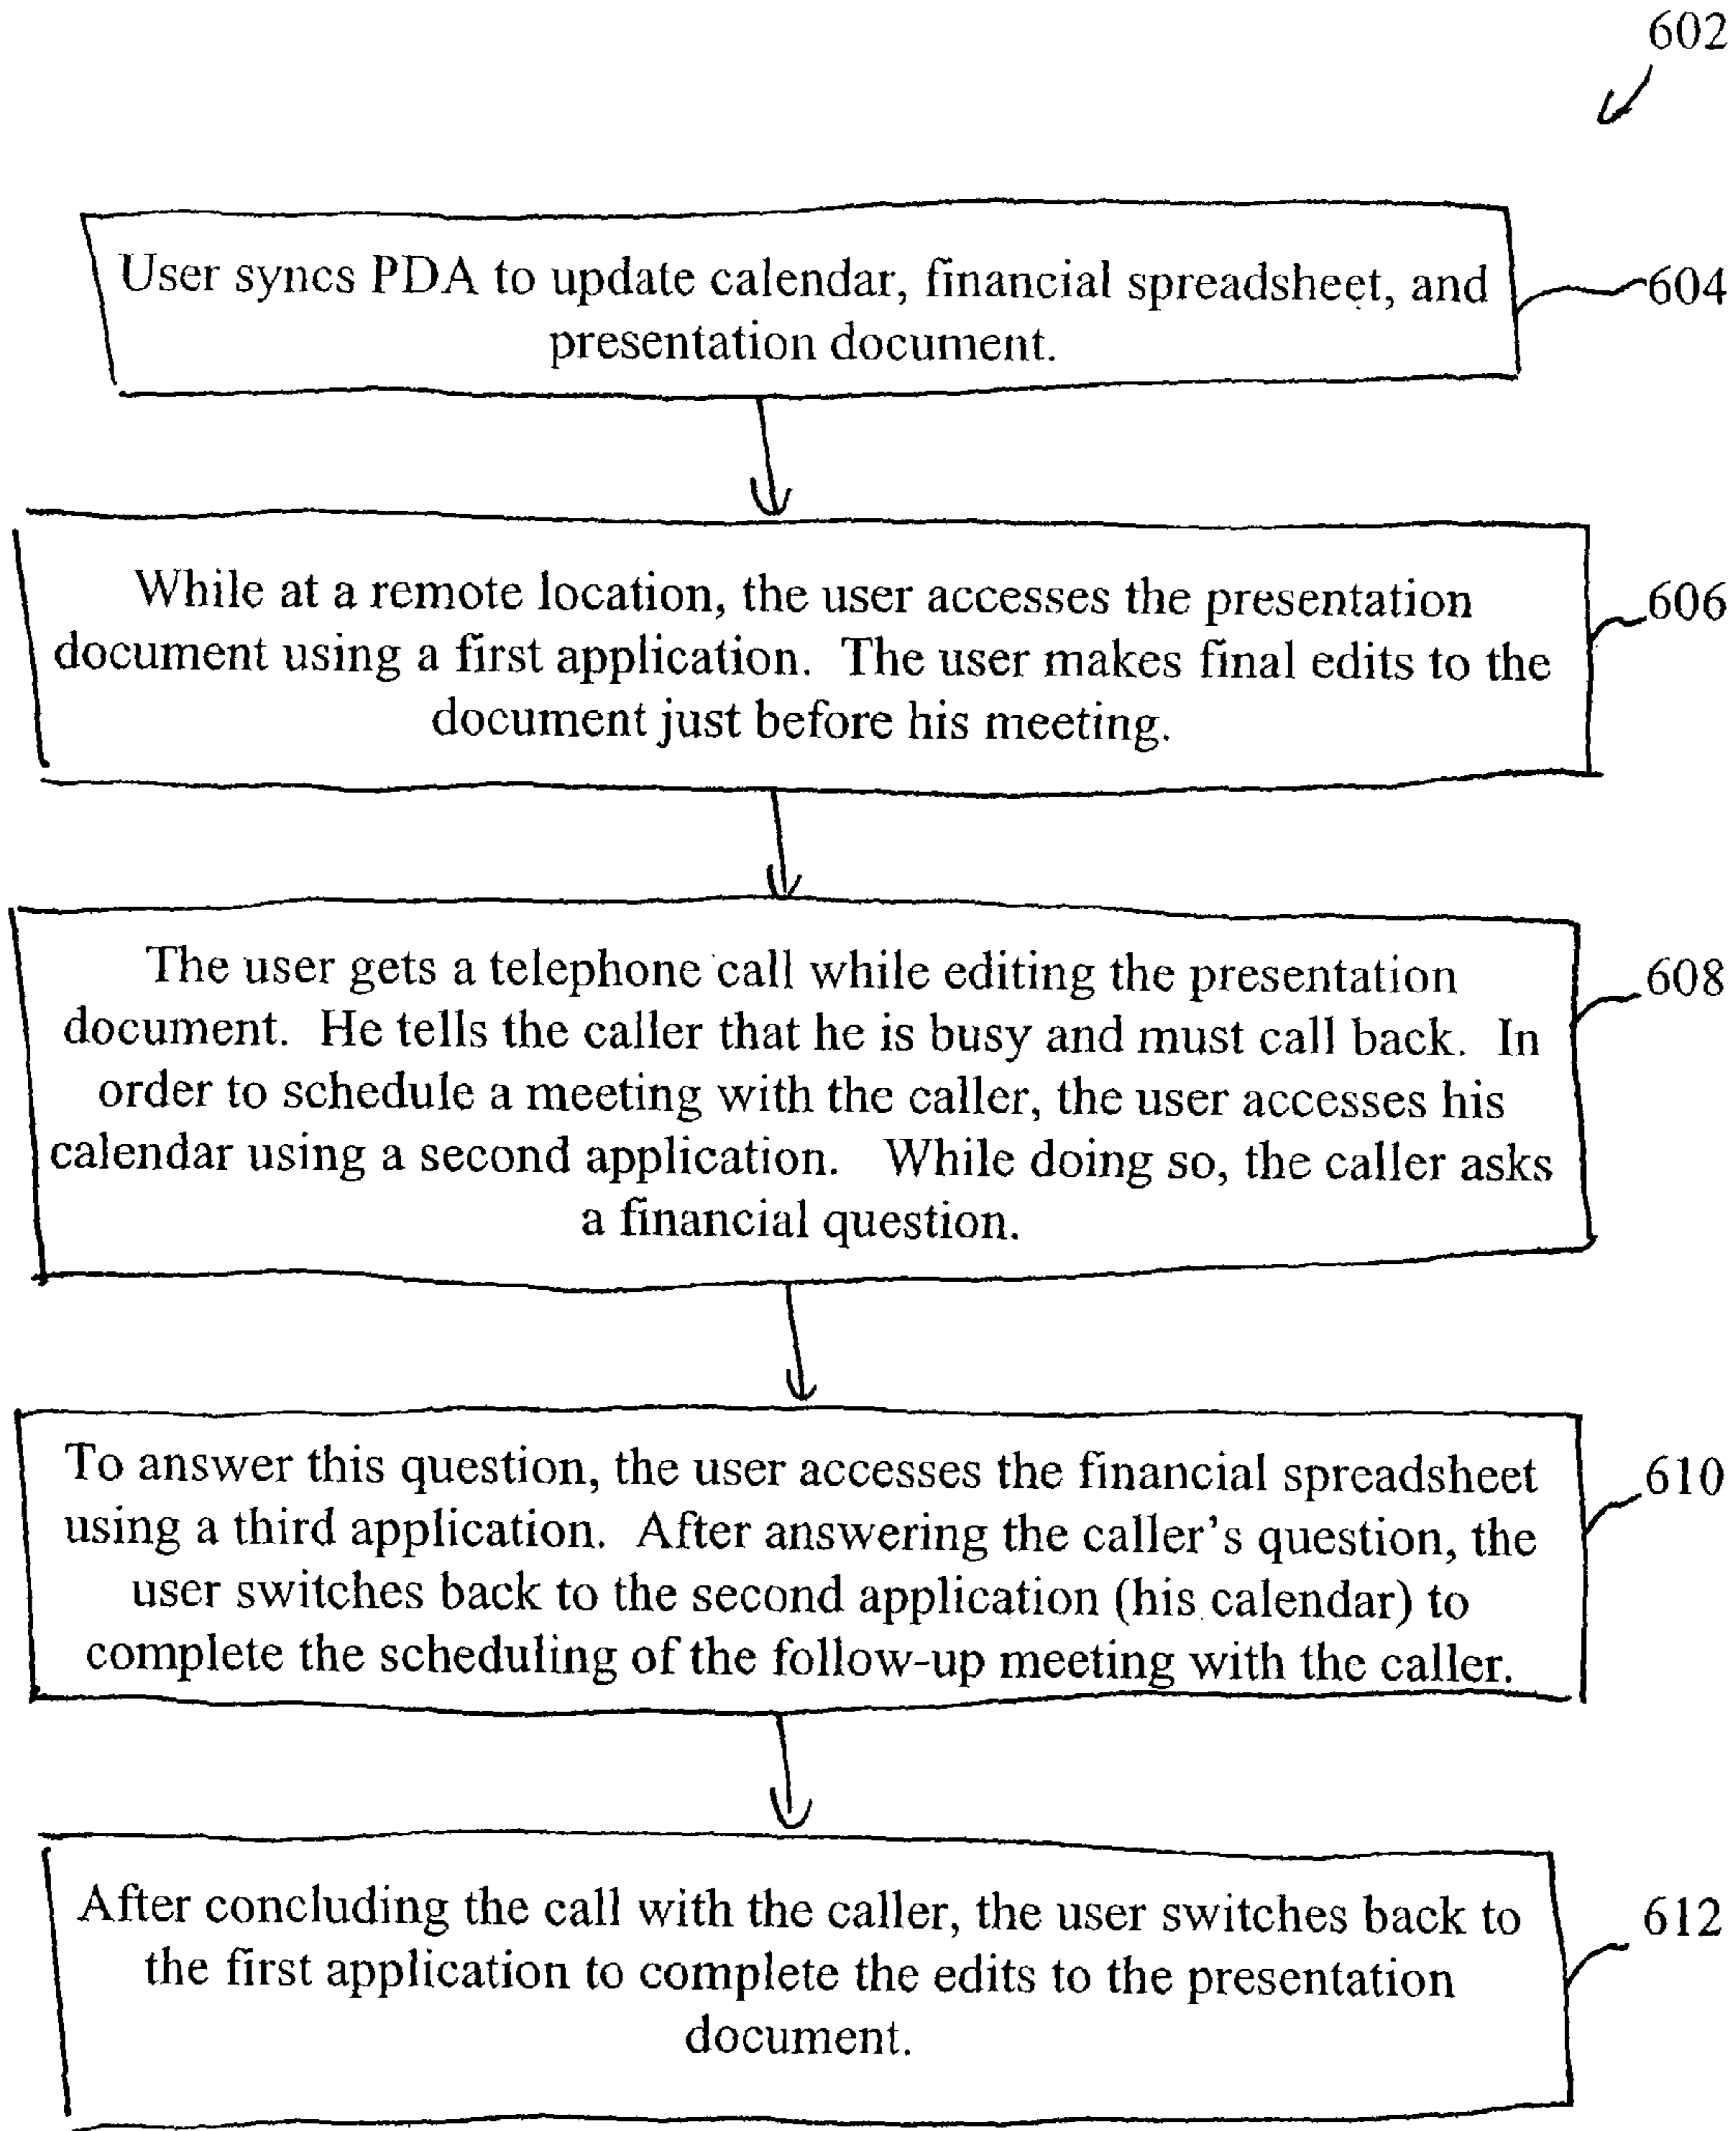 602
User syncs PDA to update calendar, financial spreadsheet, and
presentation document.
604
While at a remote location, the user accesses the presentation
document using a first application. The user makes final edits to the
document just before his meeting.
606
The user gets a telephone call while editing the presentation
document. He tells the caller that he is busy and must call back. In
order to schedule a meeting with the caller, the user accesses his
calendar using a second application. While doing so, the caller asks
a financial question.
608
To answer this question, the user accesses the financial spreadsheet
using a third application. After answering the caller's question, the
user switches back to the second application (his calendar) to
complete the scheduling of the follow-up meeting with the caller.
610
After concluding the call with the caller, the user switches back to
the first application to complete the edits to the presentation
document.
612